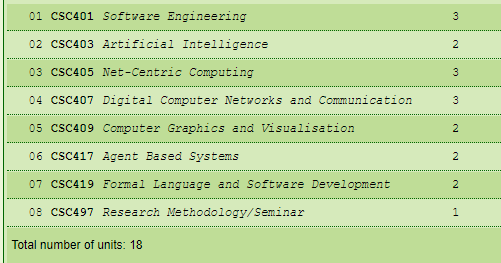 01 CSC401 Software Engineering 3
02 CSC403 Artificial Intelligence 2
03 CSC405 Net-Centric Computing 3
04 CSC407 Digital Computer Networks and Communication 3
05 CSC409 Computer Graphics and Visualisation 2
06 CSC417 Agent Based Systems 2
07 CSC419 Formal Language and Software Development 2
08 CSC497 Research Methodology/Seminar 1
Total number of units: 18